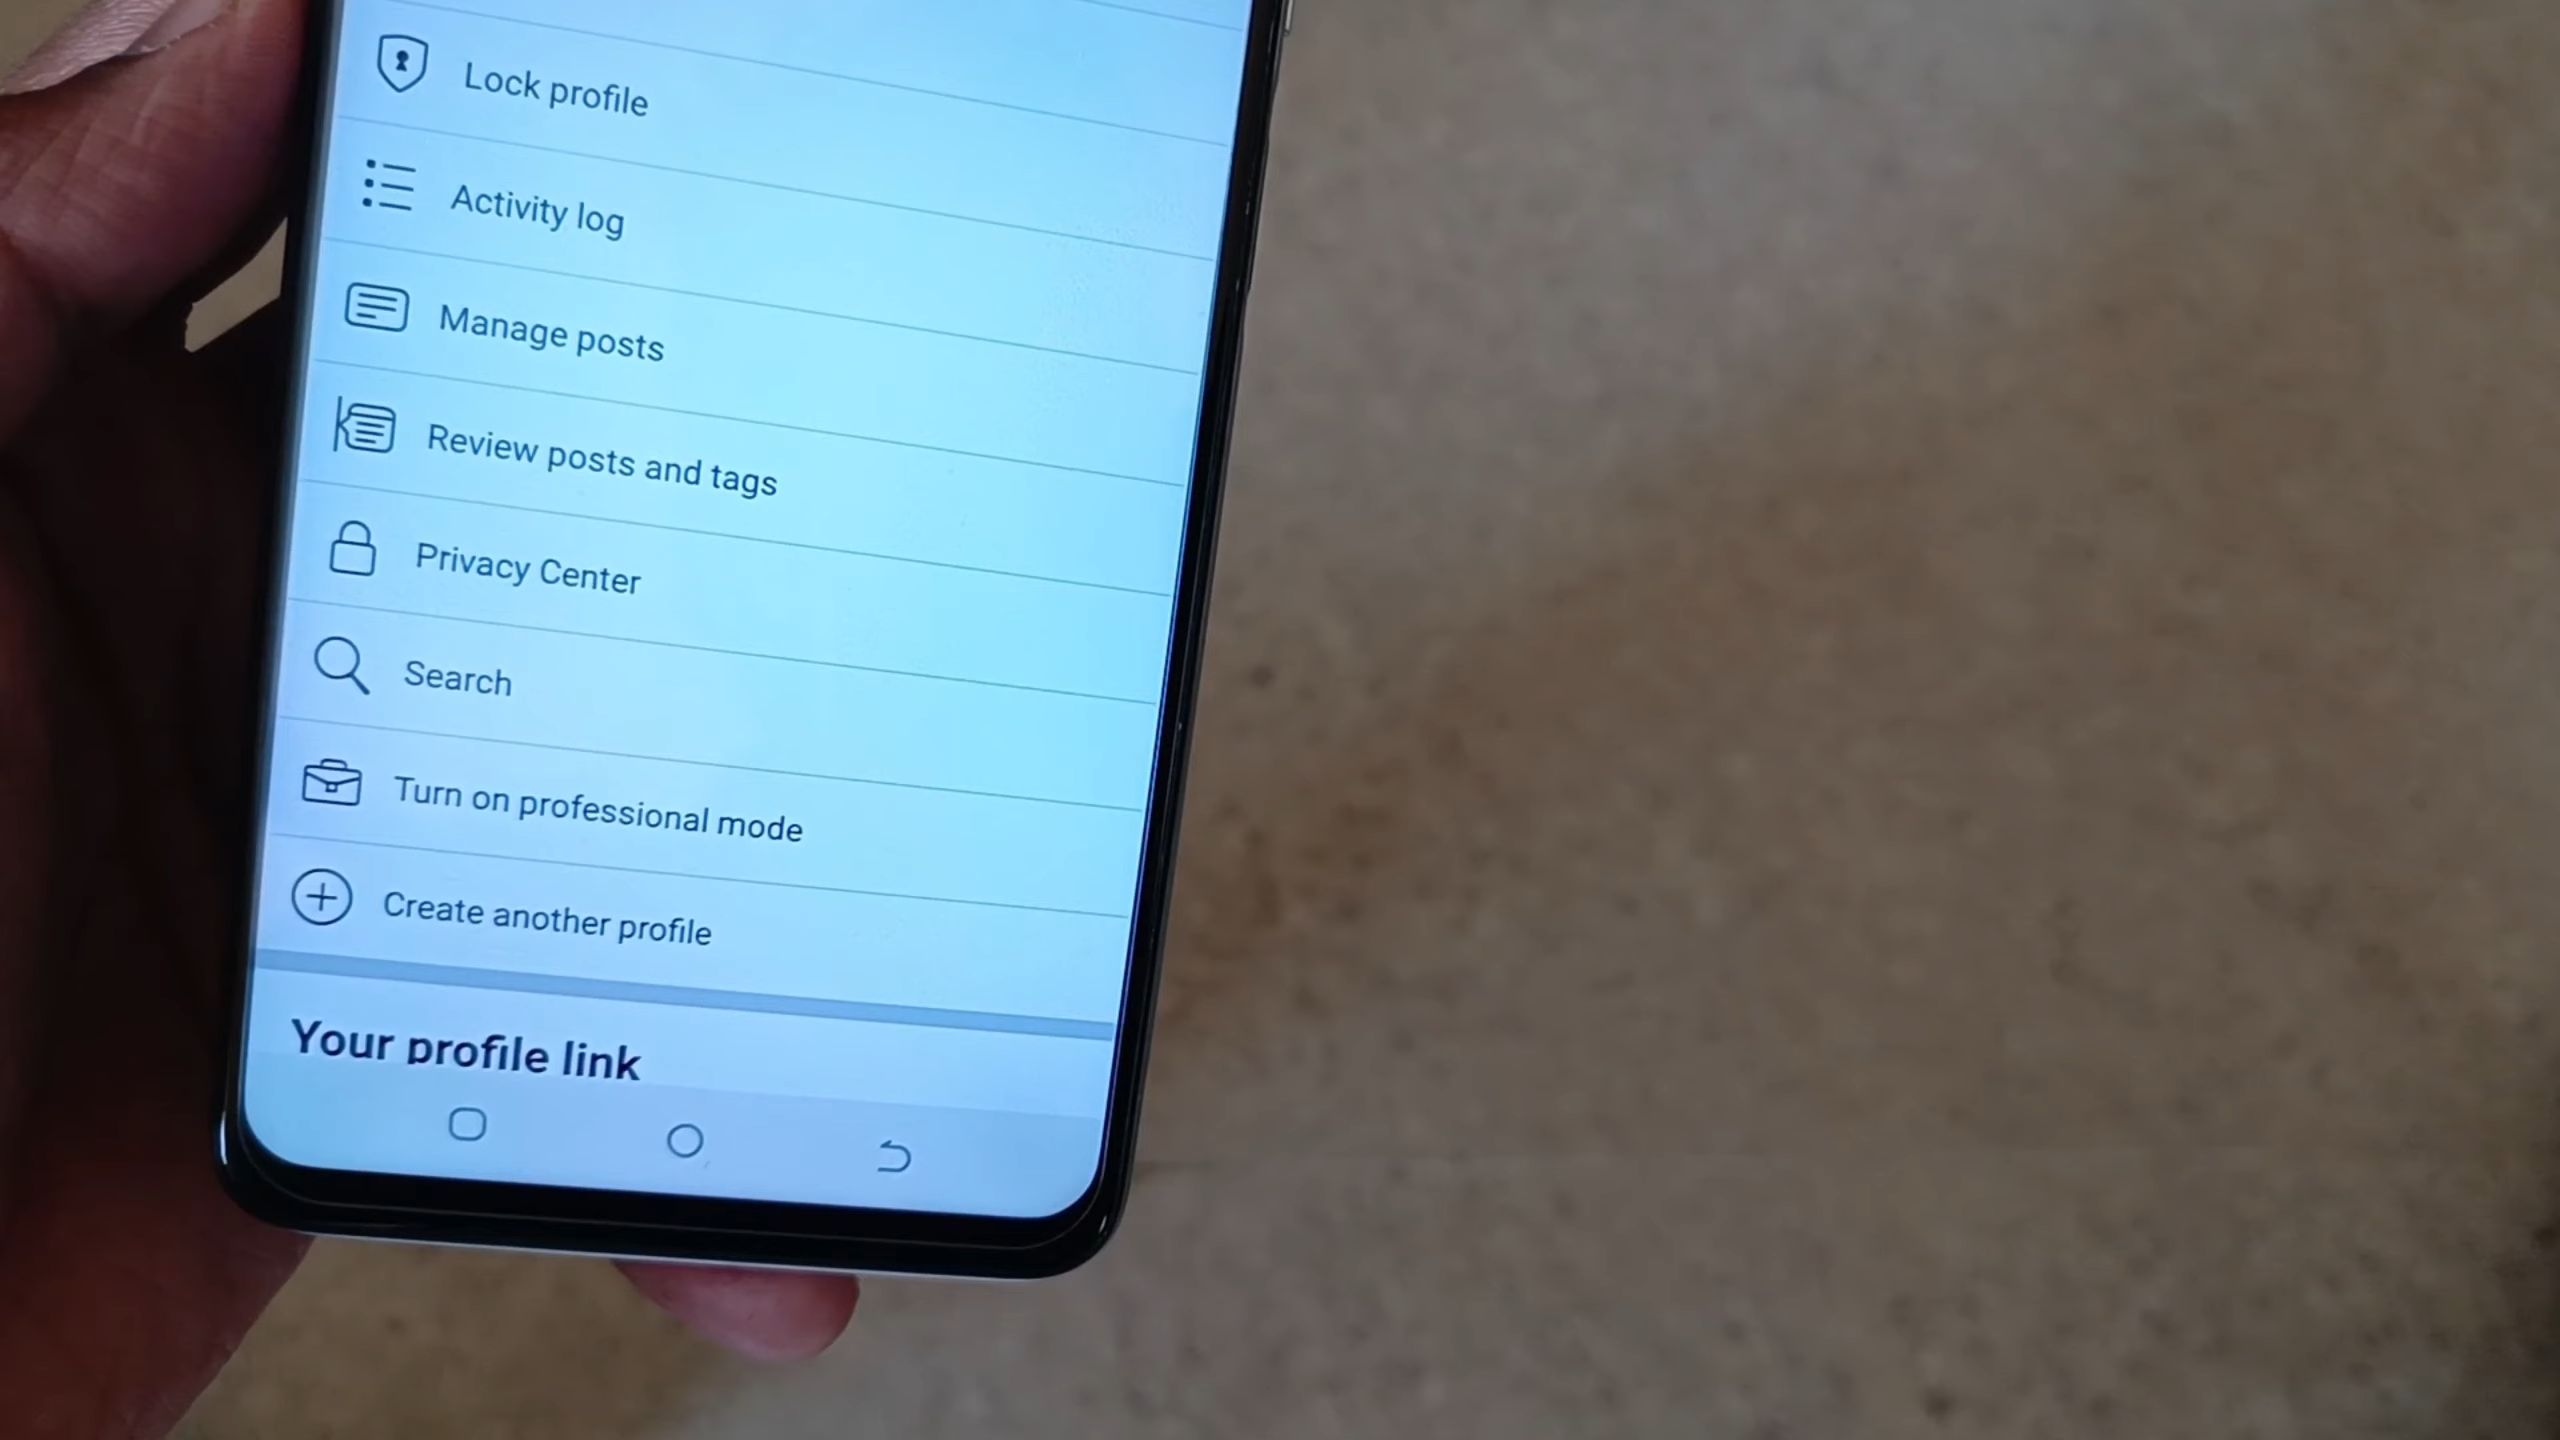 Lock profile
Activity log
Manage posts
Review posts and tags
Privacy Center
Search
Turn on professional mode
Create another profile
Your profile link